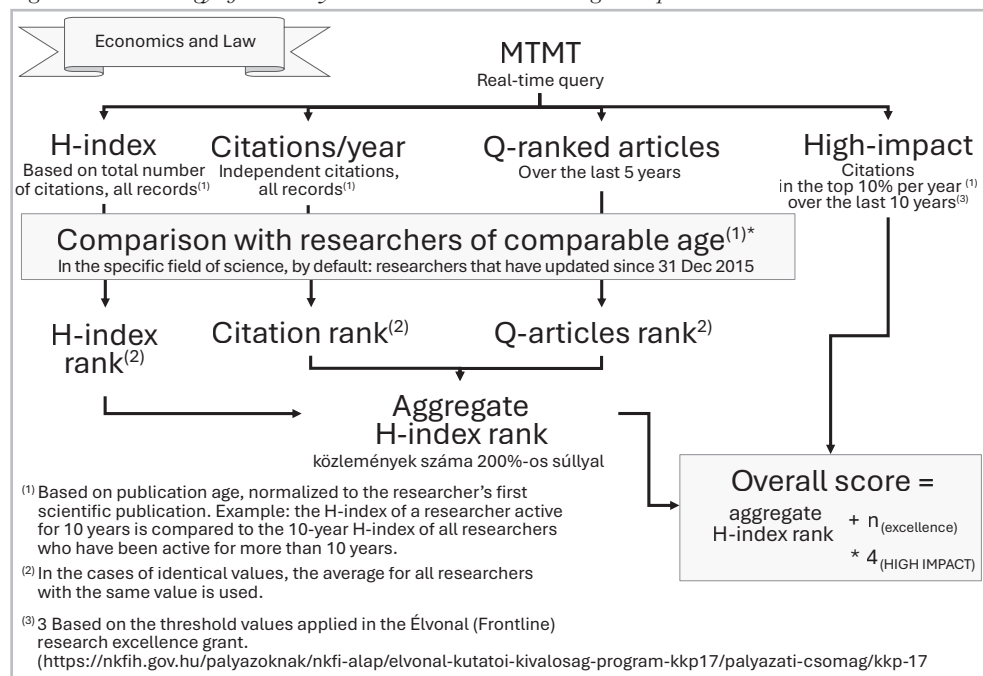 Economics and Law
MTMT
Real-time query
H-index
Based on total number
of citations, all records(1)
Citations/year
Independent citations,
all records(1)
Q-ranked articles
Over the last 5 years
High-impact
Citations
in the top 10% per year (1)
over the last 10 years(3)
Comparison with researchers of comparable age(1)*
In the specific field of science, by default: researchers that have updated since 31 Dec 2015
H-index
rank(2)
Citation rank(2)
Q-articles rank2)
Aggregate
H-index rank
közlemények száma 200%-os súllyal
Overall score =
aggregate
H-index rank
+ n(excellence)
* 4(HIGH IMPACT)
(1) Based on publication age, normalized to the researcher's first
scientific publication. Example: the H-index of a researcher active
for 10 years is compared to the 10-year H-index of all researchers
who have been active for more than 10 years.
(2) In the cases of identical values, the average for all researchers
with the same value is used.
(3) 3 Based on the threshold values applied in the Élvonal (Frontline)
research excellence grant.
(https://nkfih.gov.hu/palyazoknak/nkfi-alap/elvonal-kutatoi-kivalosag-program-kkp17/palyazati-csomag/kkp-17